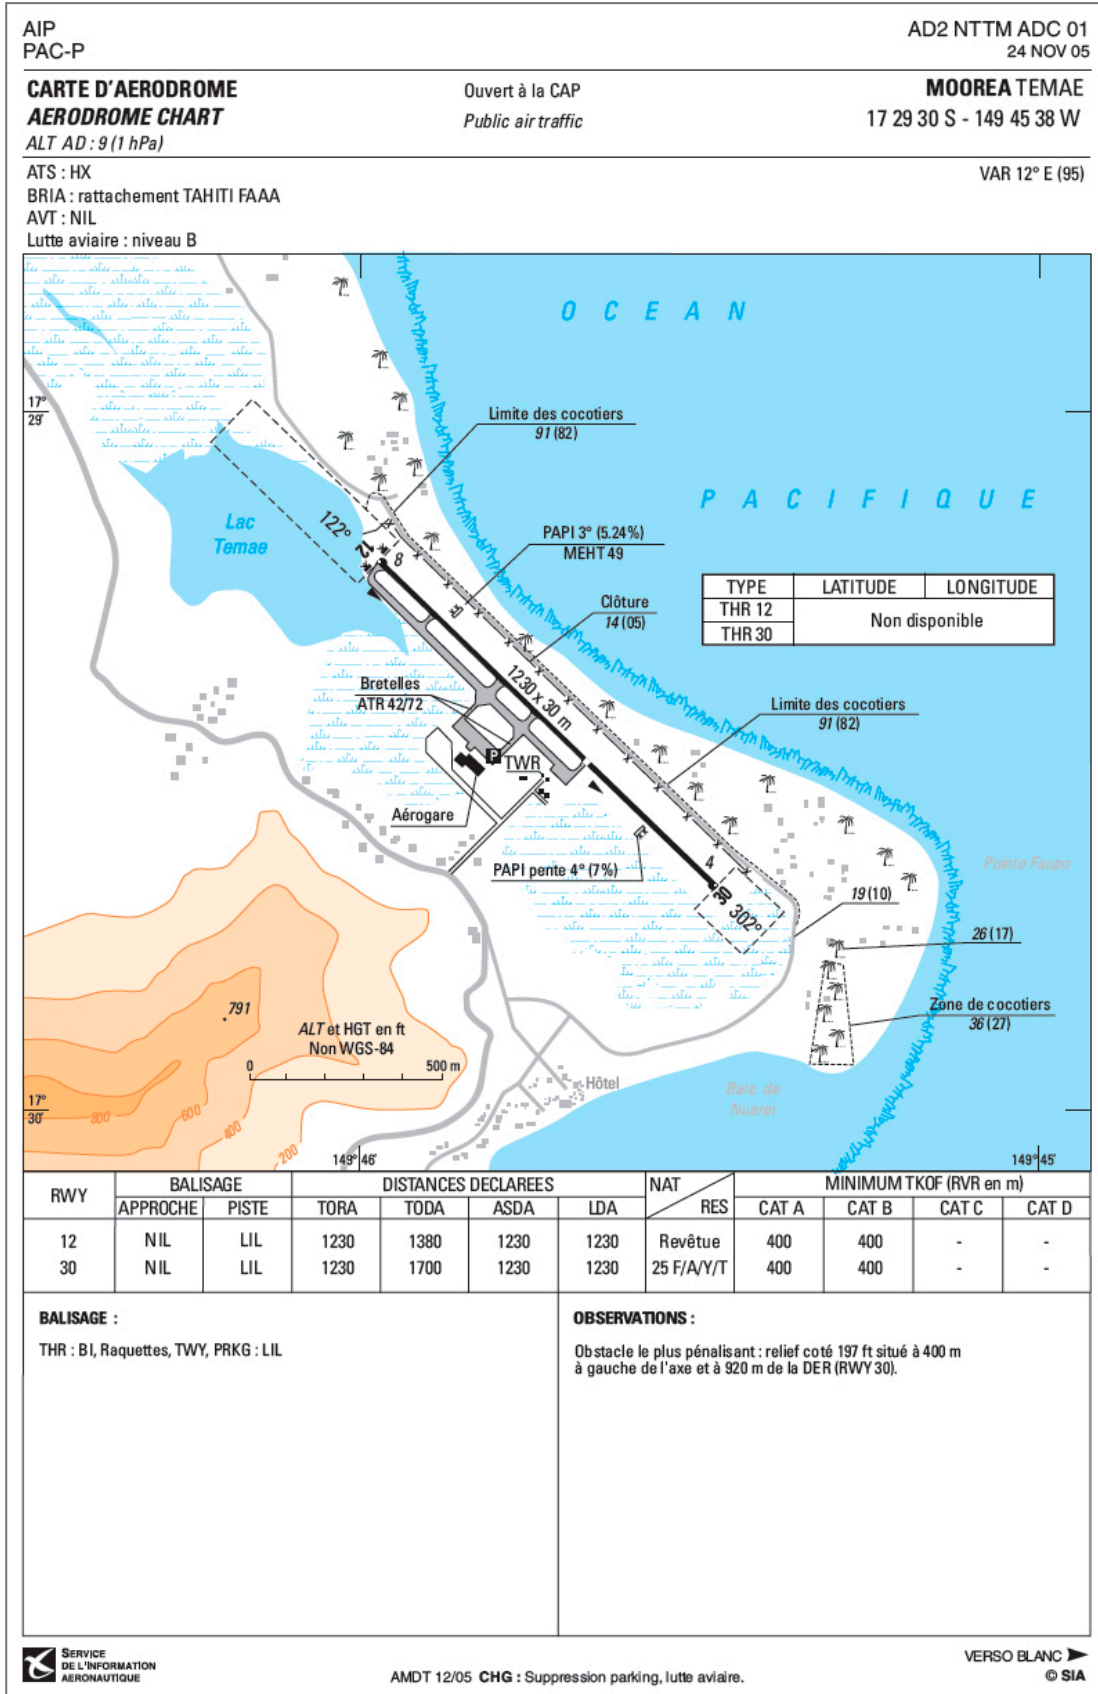 AIP
PAC-P
AD2 NTTM ADC 01
24 NOV 05
CARTE D'AERODROME
AERODROME CHART
ALT AD : 9 (1 hPa)
Ouvert à la CAP
Public air traffic
MOOREA TEMAE
17 29 30 S - 149 45 38 W
ATS : HX
BRIA : rattachement TAHITI FAAA
AVT : NIL
Lutte aviaire : niveau B
VAR 12° E (95)
O C E A N
17°
29'
Limite des cocotiers
91 (82)
P A C I F I Q U E
Lac
Temae
122°
12
8
PAPI 3° (5.24%)
MEHT 49
TYPE LATITUDE LONGITUDE
THR 12
THR 30
Non disponible
Clôture
14 (05)
Bretelles
ATR 42/72
1230 x 30 m
Limite des cocotiers
91 (82)
P
TWR
Aérogare
PAPI pente 4° (7%)
4
30
302°
Pointe Faupo
19 (10)
26 (17)
Zone de cocotiers
36 (27)
791
ALT et HGT en ft
Non WGS-84
0 500 m
Hôtel
Baie de
Nuarei
17°
30'
800
600
400
200
149° 46'
149° 45'
RWY BALISAGE DISTANCES DECLAREES NAT RES MINIMUM TKOF (RVR en m)
APPROCHE PISTE TORA TODA ASDA LDA CAT A CAT B CAT C CAT D
12 NIL LIL 1230 1380 1230 1230 Revêtue 400 400 - -
30 NIL LIL 1230 1700 1230 1230 25 F/A/Y/T 400 400 - -
BALISAGE :
THR : BI, Raquettes, TWY, PRKG : LIL
OBSERVATIONS :
Obstacle le plus pénalisant : relief coté 197 ft situé à 400 m
à gauche de l'axe et à 920 m de la DER (RWY 30).
SERVICE
DE L'INFORMATION
AERONAUTIQUE
AMDT 12/05 CHG : Suppression parking, lutte aviaire.
VERSO BLANC
© SIA